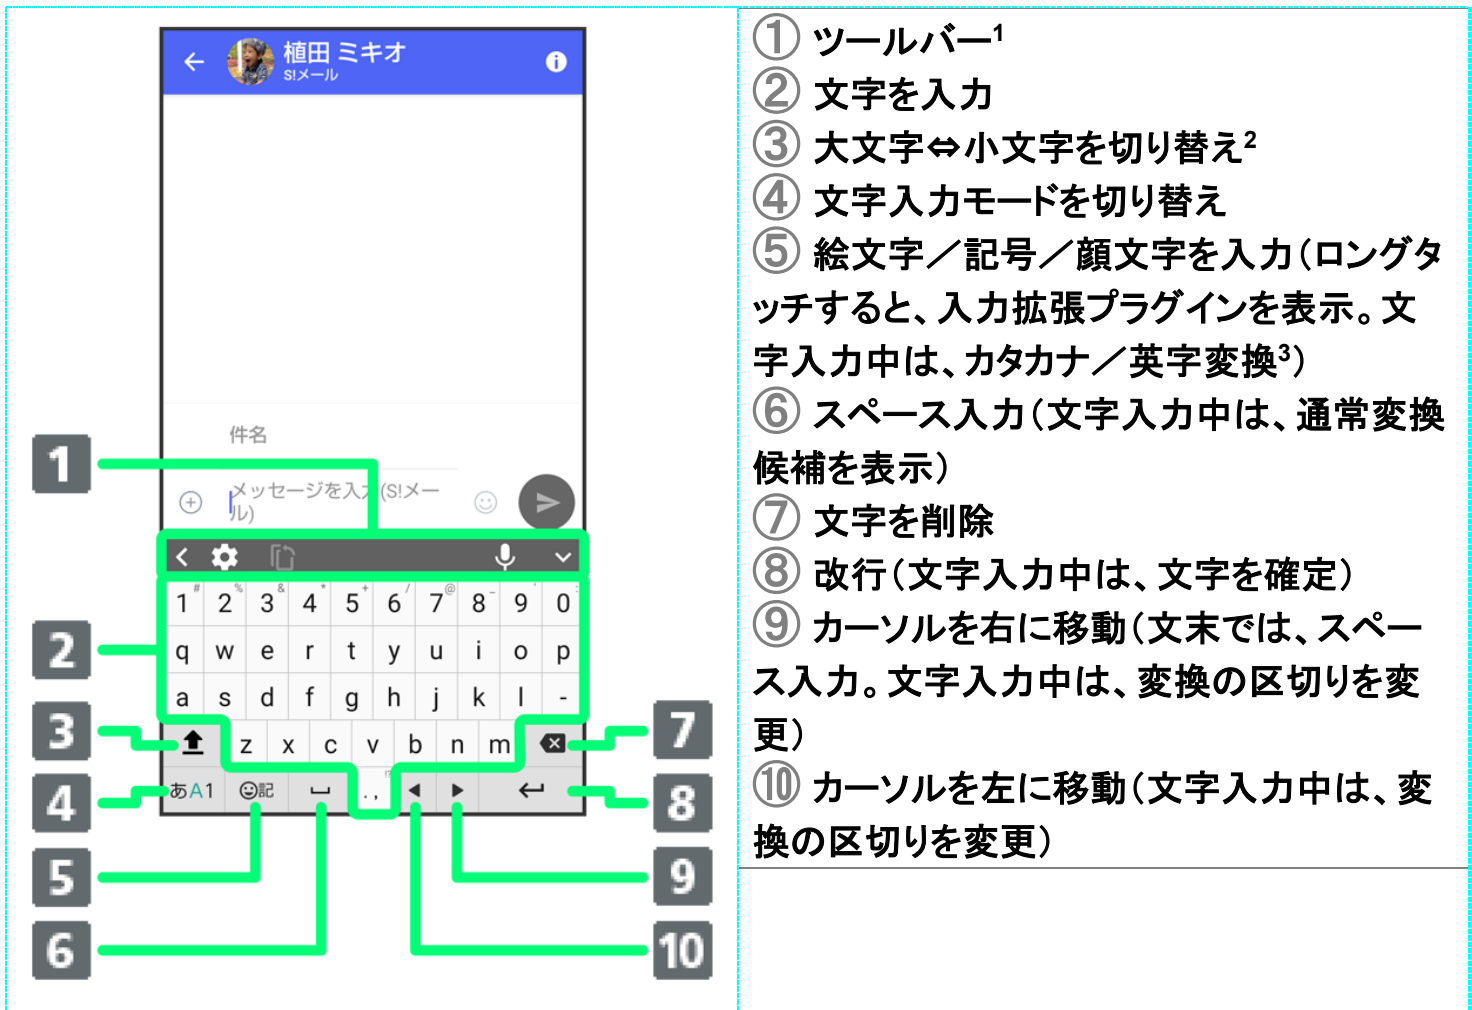 植田 ミキオ
S!メール
件名
メッセージを入力(S!メー
ル)
1# 2% 3& 4* 5+ 6/ 7@ 8- 9' 0:
q w e r t y u i o p
a s d f g h j k l -
z x c v b n m
あA1 記 ., !?
1
2
3
4
5
6
7
8
9
10
① ツールバー1
② 文字を入力
③ 大文字⇔小文字を切り替え2
④ 文字入力モードを切り替え
⑤ 絵文字／記号／顔文字を入力（ロングタ
ッチすると、入力拡張プラグインを表示。文
字入力中は、カタカナ／英字変換3）
⑥ スペース入力（文字入力中は、通常変換
候補を表示）
⑦ 文字を削除
⑧ 改行（文字入力中は、文字を確定）
⑨ カーソルを右に移動（文末では、スペー
ス入力。文字入力中は、変換の区切りを変
更）
⑩ カーソルを左に移動（文字入力中は、変
換の区切りを変更）